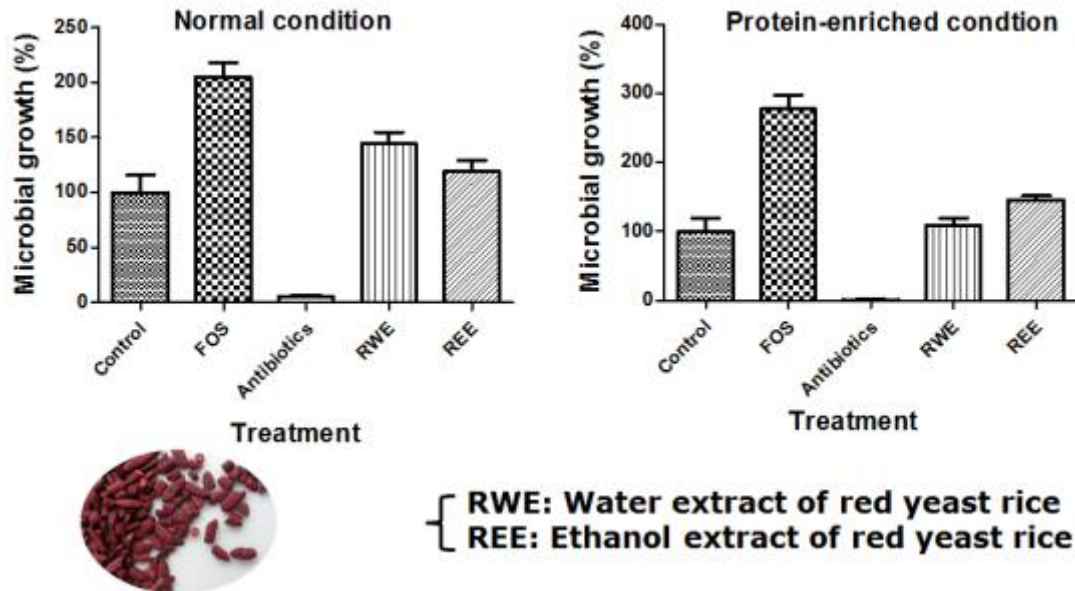 Normal condition
Microbial growth (%)
250
200
150
100
50
0
Control
FOS
Antibiotics
RWE
REE
Treatment
Protein-enriched condtion
Microbial growth (%)
400
300
200
100
0
Control
FOS
Antibiotics
RWE
REE
Treatment
RWE: Water extract of red yeast rice
REE: Ethanol extract of red yeast rice